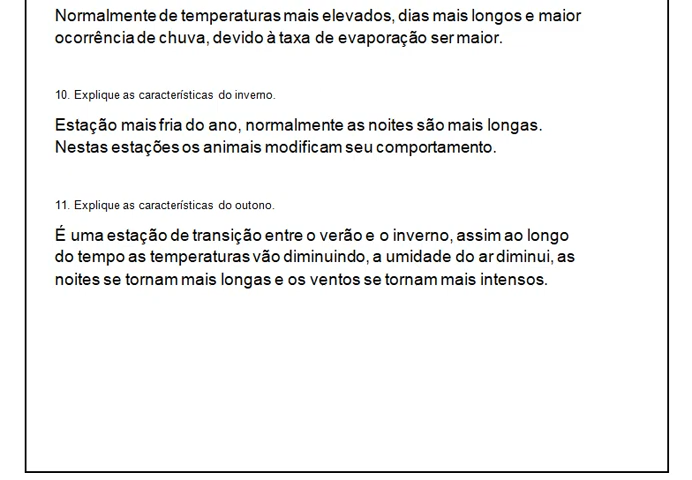 Normalmente de temperaturas mais elevados, dias mais longos e maior
ocorrência de chuva, devido à taxa de evaporação ser maior.
10. Explique as características do inverno.
Estação mais fria do ano, normalmente as noites são mais longas.
Nestas estações os animais modificam seu comportamento.
11. Explique as características do outono.
É uma estação de transição entre o verão e o inverno, assim ao longo
do tempo as temperaturas vão diminuindo, a umidade do ar diminui, as
noites se tornam mais longas e os ventos se tornam mais intensos.